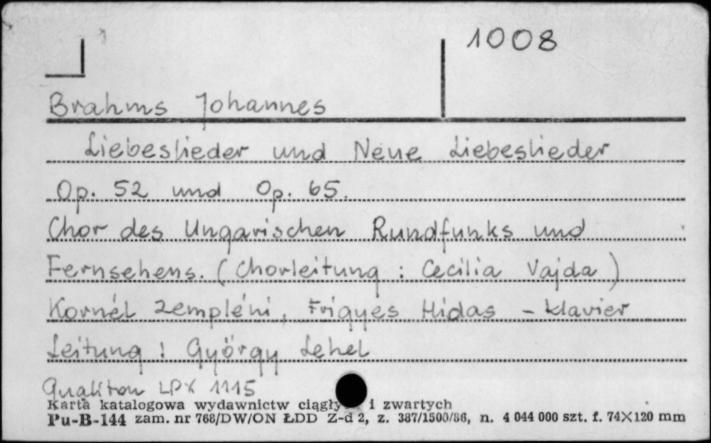 1008
Brahms Johannes
Liebeslieder und Neue Liebeslieder
Op. 52 und Op. 65.
Chor des Ungarischen Rundfunks und
Fernsehens. (Chorleitung : Cecilia Vajda)
Kornél Zempléni, Frigyes Hidas - Klavier
Leitung : György Lehel
Qualiton LPX 1115
Karta katalogowa wydawnictw ciągły i zwartych
Pu-B-144 zam. nr 768/DW/ON ŁDD Z-d 2, z. 387/1500/86, n. 4 044 000 szt. f. 74×120 mm